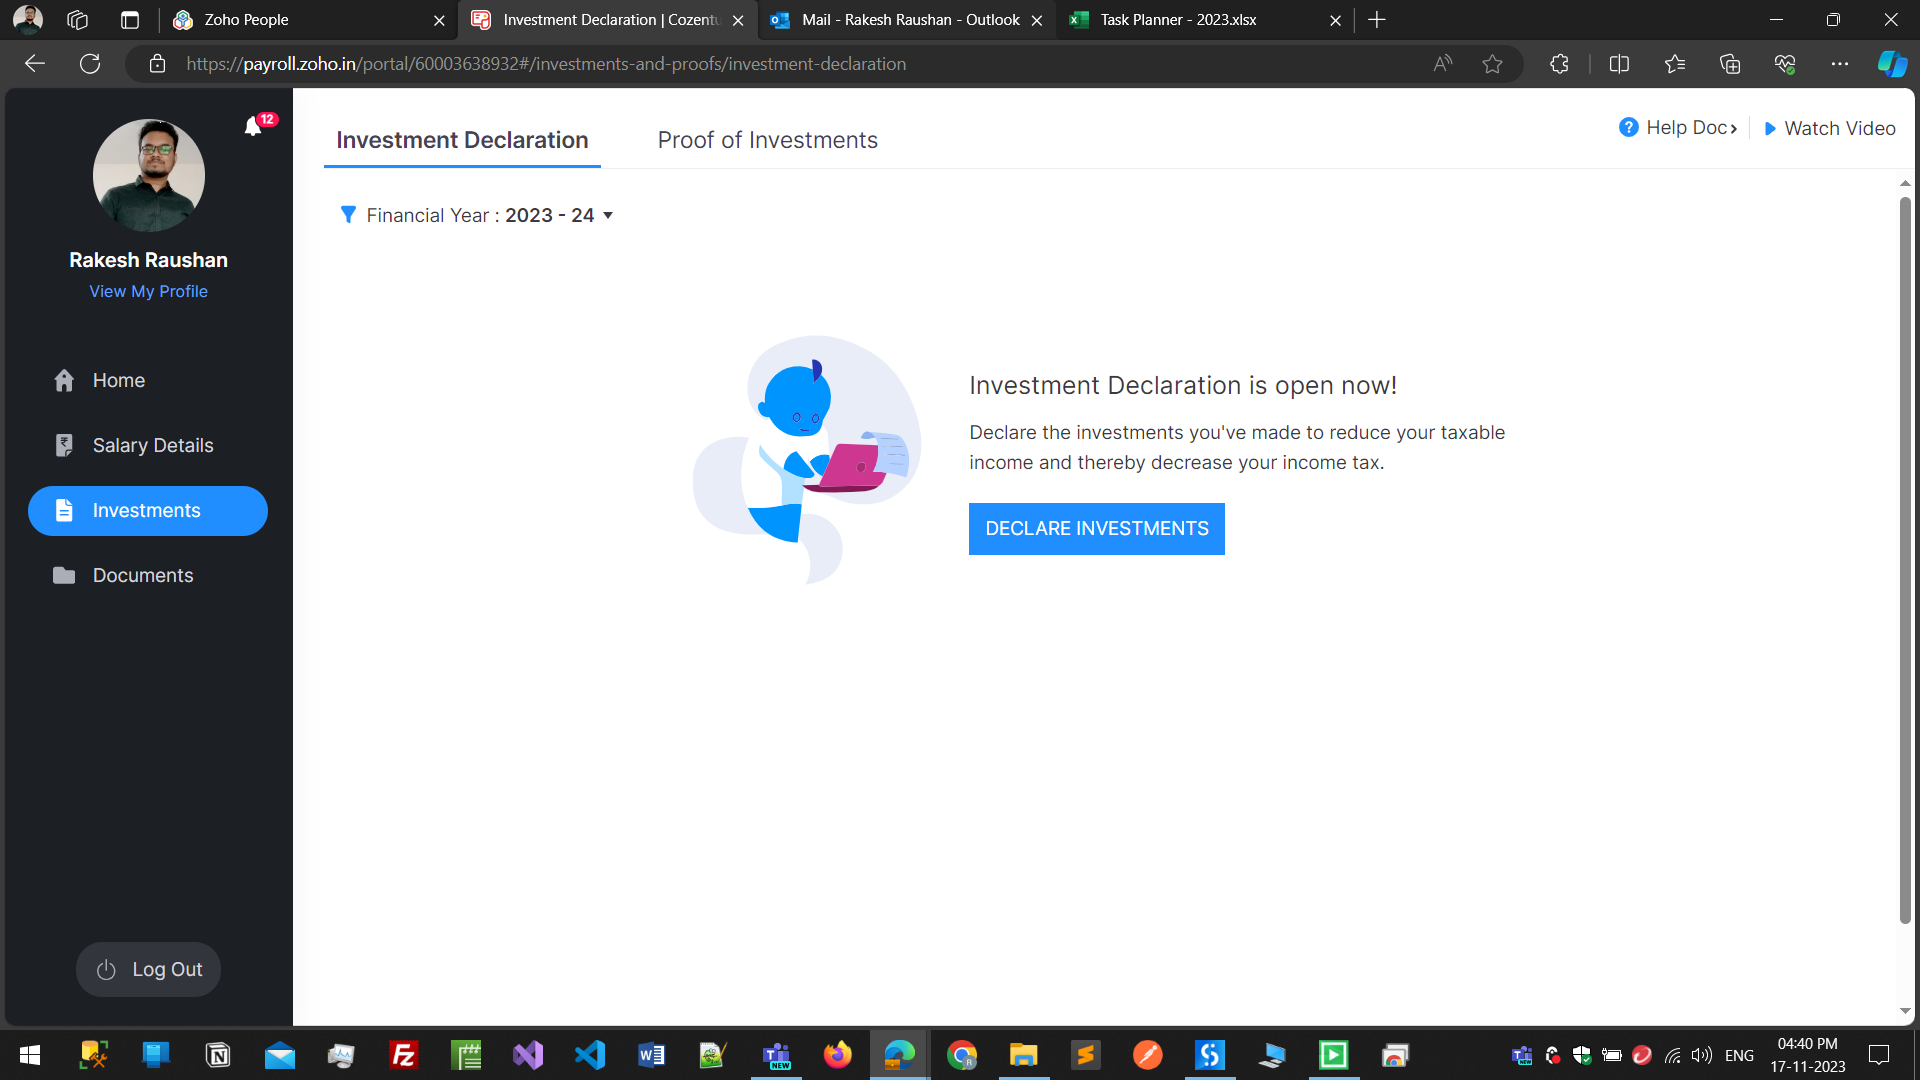 Zoho People
Investment Declaration | Cozentu
Mail - Rakesh Raushan - Outlook
Task Planner - 2023.xlsx
https://payroll.zoho.in/portal/60003638932#/investments-and-proofs/investment-declaration
12
Rakesh Raushan
View My Profile
Home
Salary Details
Investments
Documents
Log Out
Investment Declaration
Proof of Investments
Help Doc
Watch Video
Financial Year : 2023 - 24
Investment Declaration is open now!
Declare the investments you've made to reduce your taxable
income and thereby decrease your income tax.
DECLARE INVESTMENTS
NEW
ENG
04:40 PM
17-11-2023